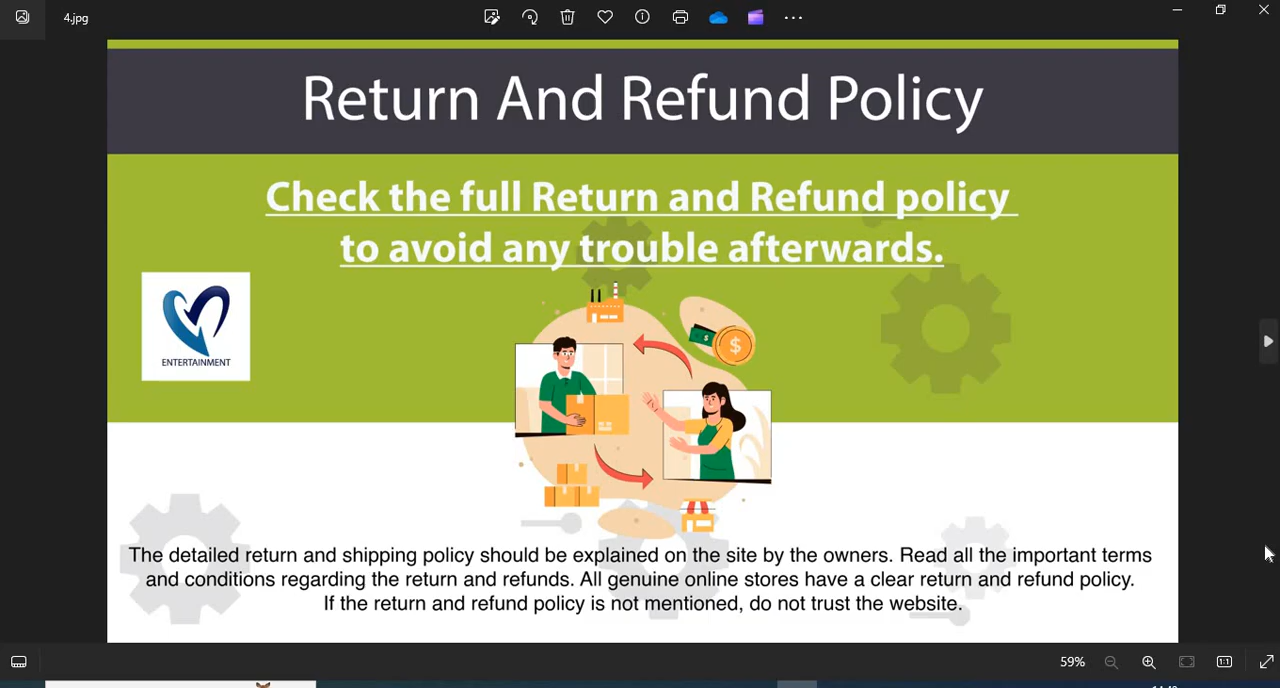 4.jpg
Return And Refund Policy
Check the full Return and Refund policy
to avoid any trouble afterwards.
$
$
ENTERTAINMENT
The detailed return and shipping policy should be explained on the site by the owners. Read all the important terms
and conditions regarding the return and refunds. All genuine online stores have a clear return and refund policy.
If the return and refund policy is not mentioned, do not trust the website.
59%
1:1